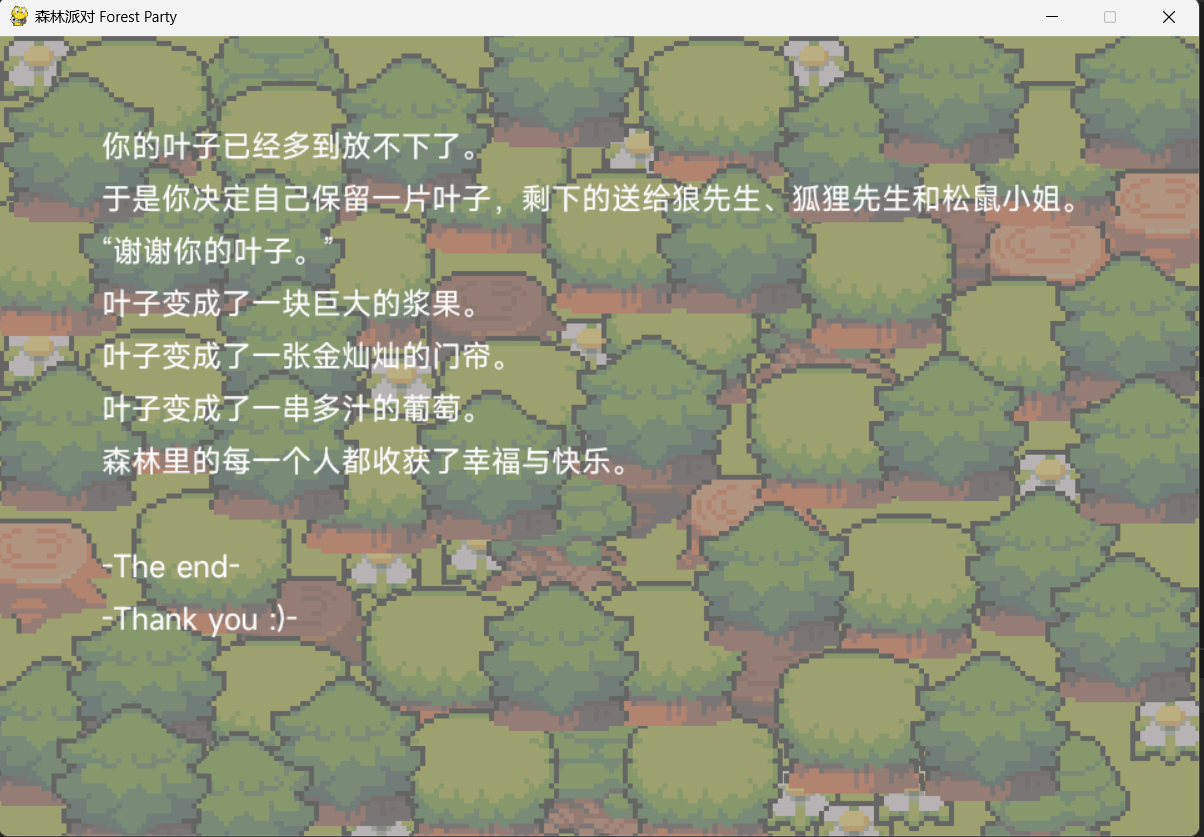 森林派对 Forest Party
你的叶子已经多到放不下了。
于是你决定自己保留一片叶子，剩下的送给狼先生、狐狸先生和松鼠小姐。
“谢谢你的叶子。”
叶子变成了一块巨大的浆果。
叶子变成了一张金灿灿的门帘。
叶子变成了一串多汁的葡萄。
森林里的每一个人都收获了幸福与快乐。
-The end-
-Thank you :)-